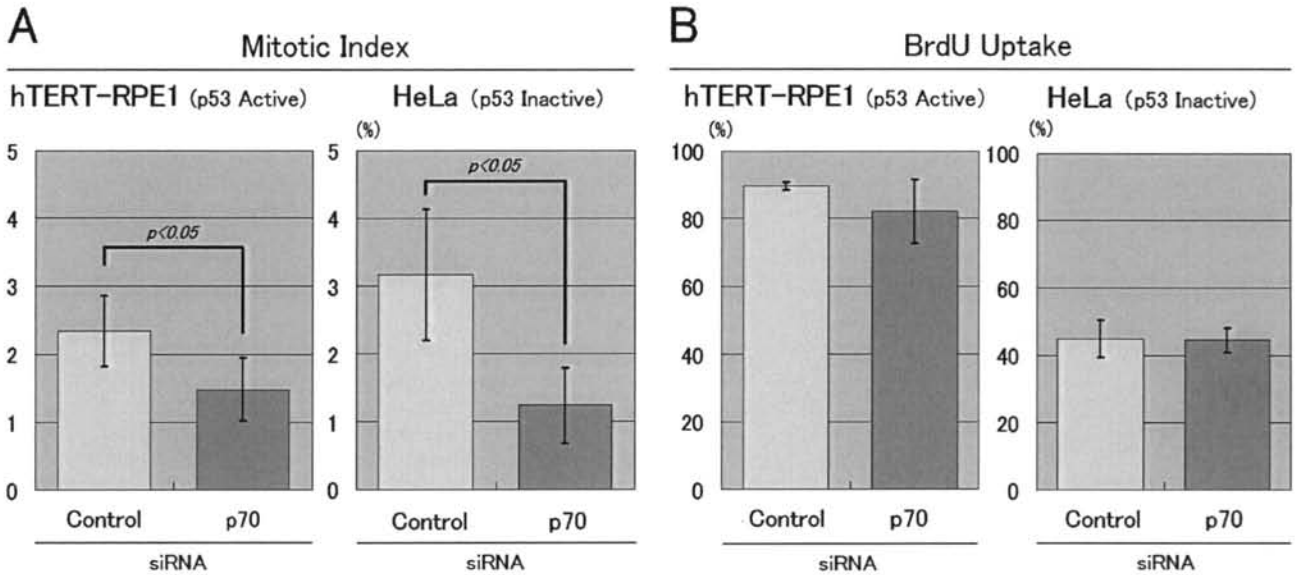 A
Mitotic Index
hTERT-RPE1 (p53 Active)
5
4
3
2
1
0
p<0.05
Control
p70
siRNA
HeLa (p53 Inactive)
(%)
5
4
3
2
1
0
p<0.05
Control
p70
siRNA
B
BrdU Uptake
hTERT-RPE1 (p53 Active)
(%)
100
80
60
40
20
0
Control
p70
siRNA
HeLa (p53 Inactive)
(%)
100
80
60
40
20
0
Control
p70
siRNA